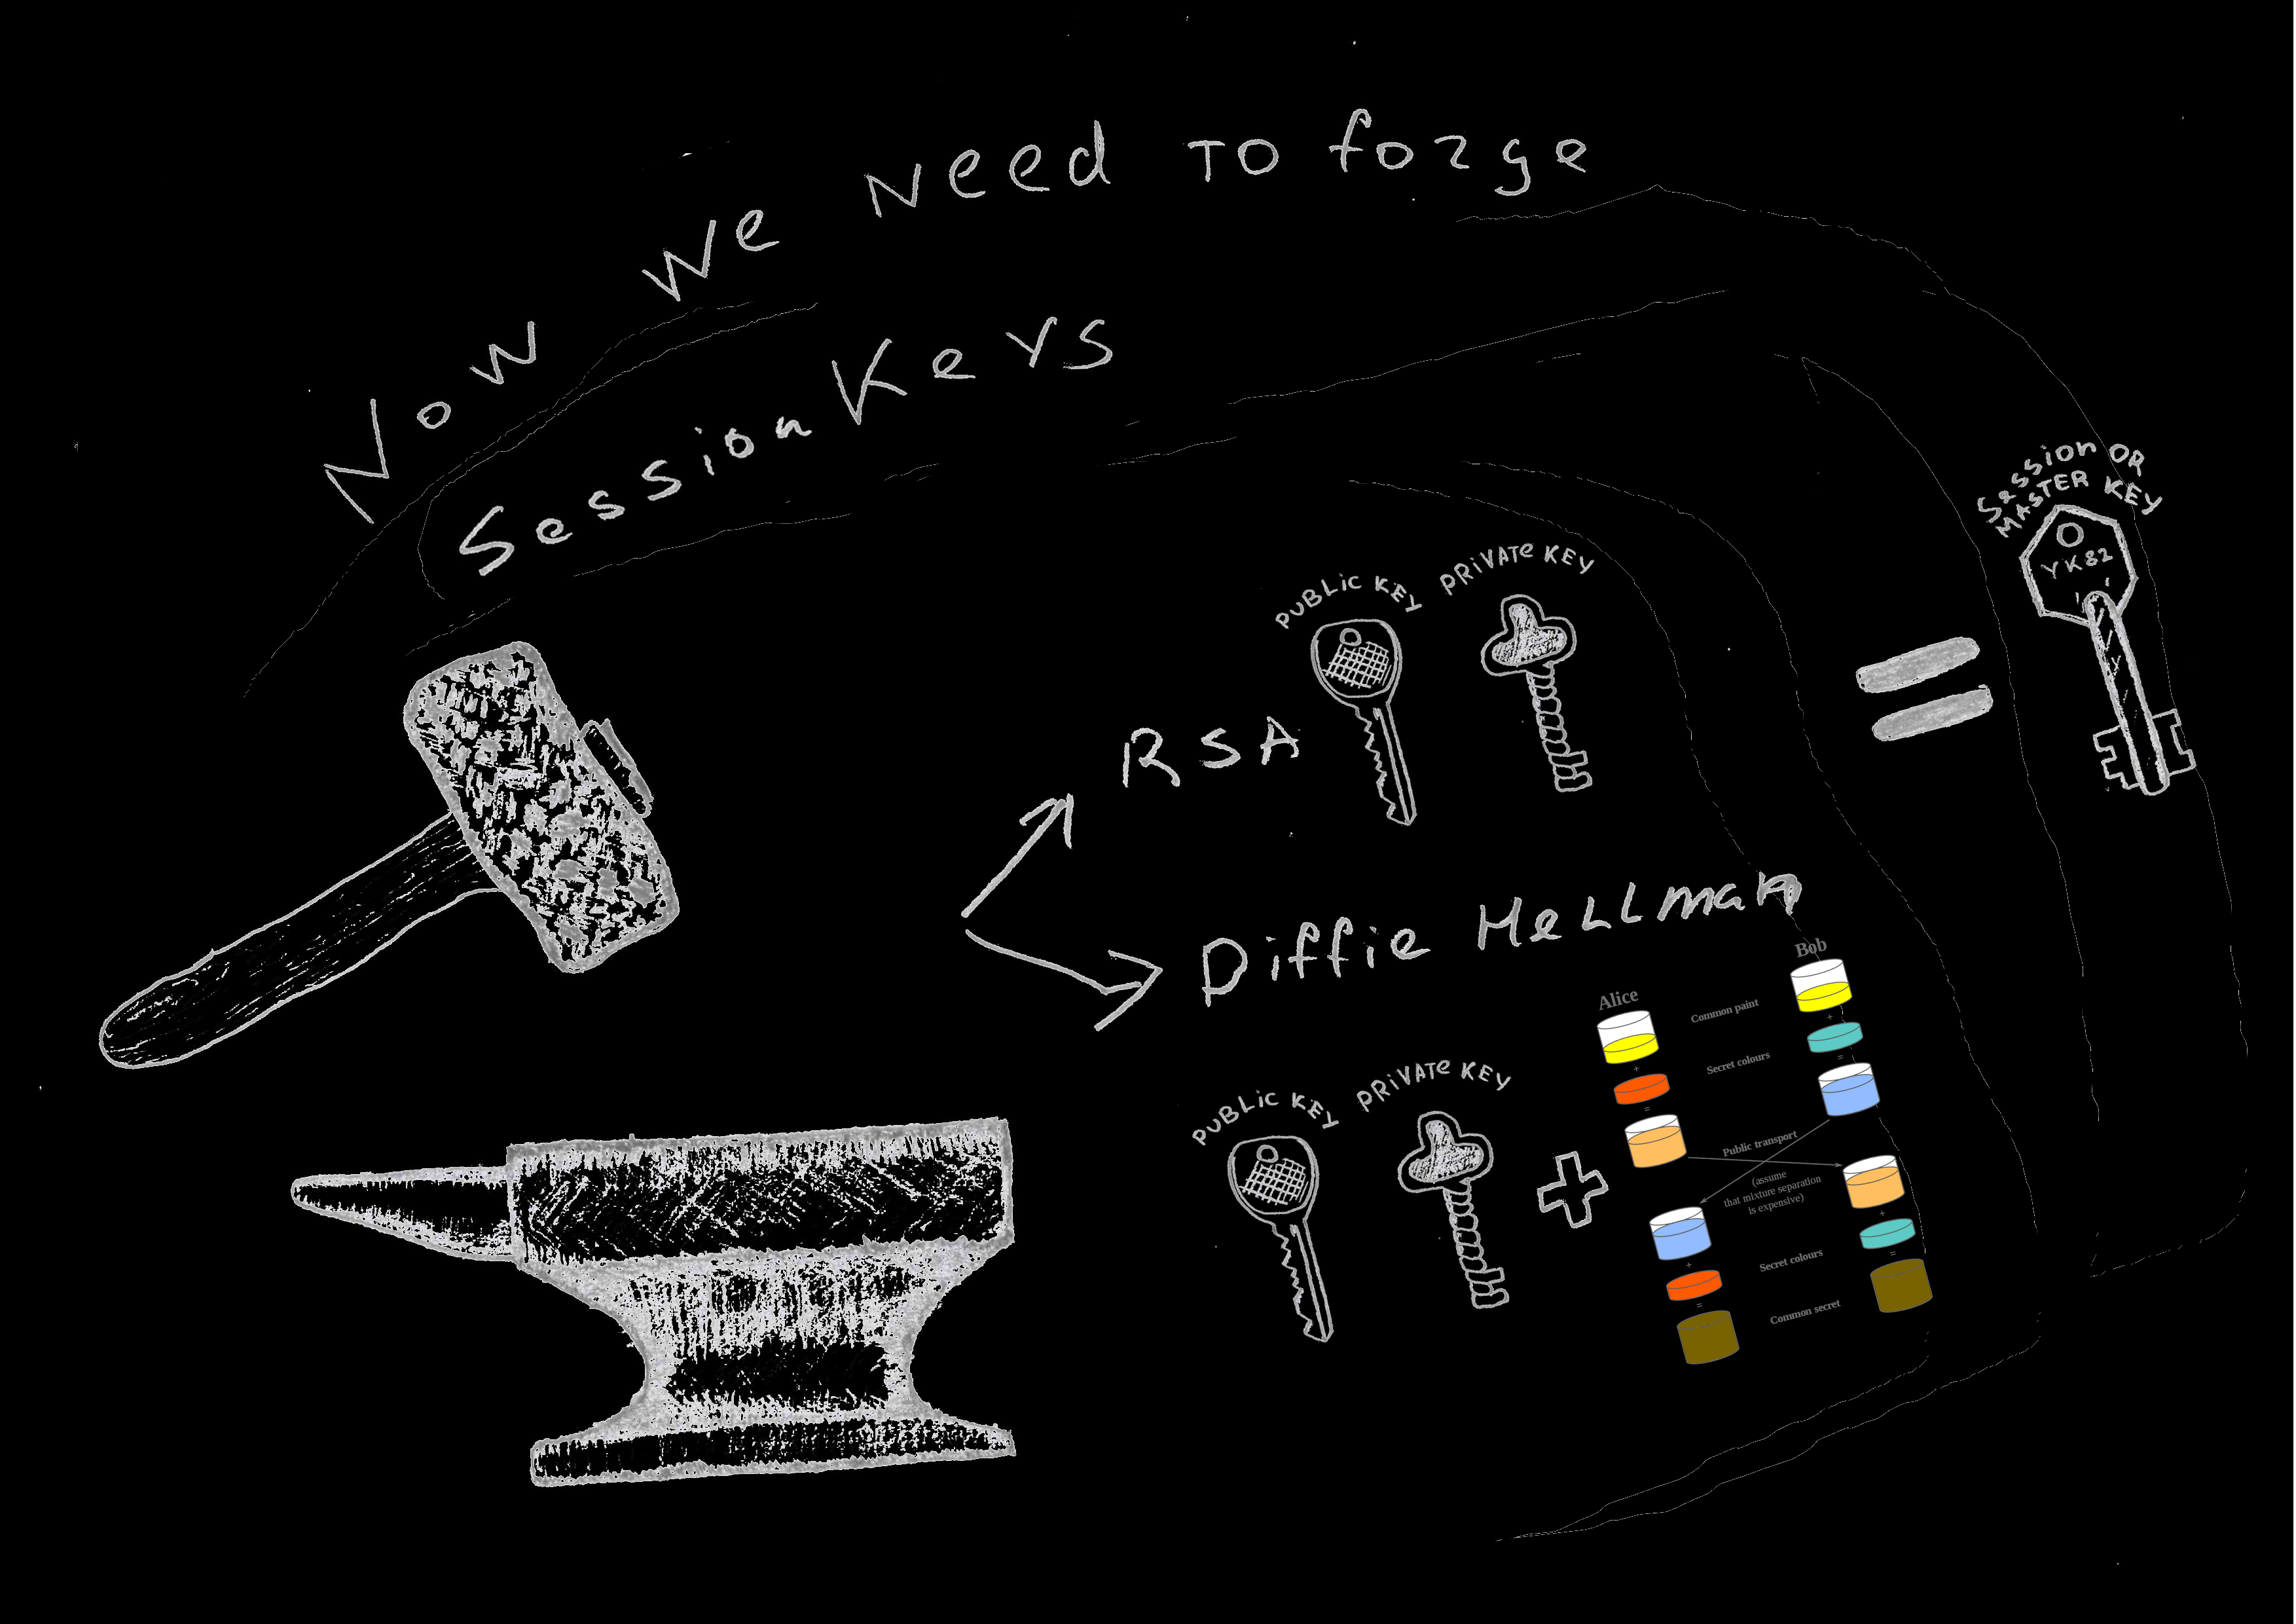 Now we need to forge
Session Keys
Session OR
MASTER KEY
YK82
PUBLIC KEY
PRIVATE KEY
RSA
Diffie HeLLman
PUBLIC KEY
PRIVATE KEY
Alice
Bob
Common paint
+
+
Secret colours
=
=
Public transport
(assume
that mixture separation
is expensive)
+
+
Secret colours
=
=
Common secret